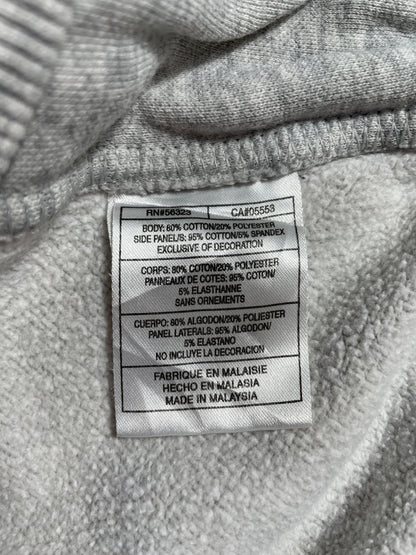 RN#56323 CA#05553
BODY: 80% COTTON/20% POLYESTER
SIDE PANEL/S: 95% COTTON/5% SPANDEX
EXCLUSIVE OF DECORATION
CORPS: 80% COTTON/20% POLYESTER
PANNEAUX DE COTES: 95% COTON/
5% ELASTHANNE
SANS ORNEMENTS
CUERPO: 80% ALGODON/20% POLIESTER
PANEL LATERALS: 95% ALGODON/
5% ELASTANO
NO INCLUYE LA DECORACION
FABRIQUE EN MALAISIE
HECHO EN MALASIA
MADE IN MALAYSIA